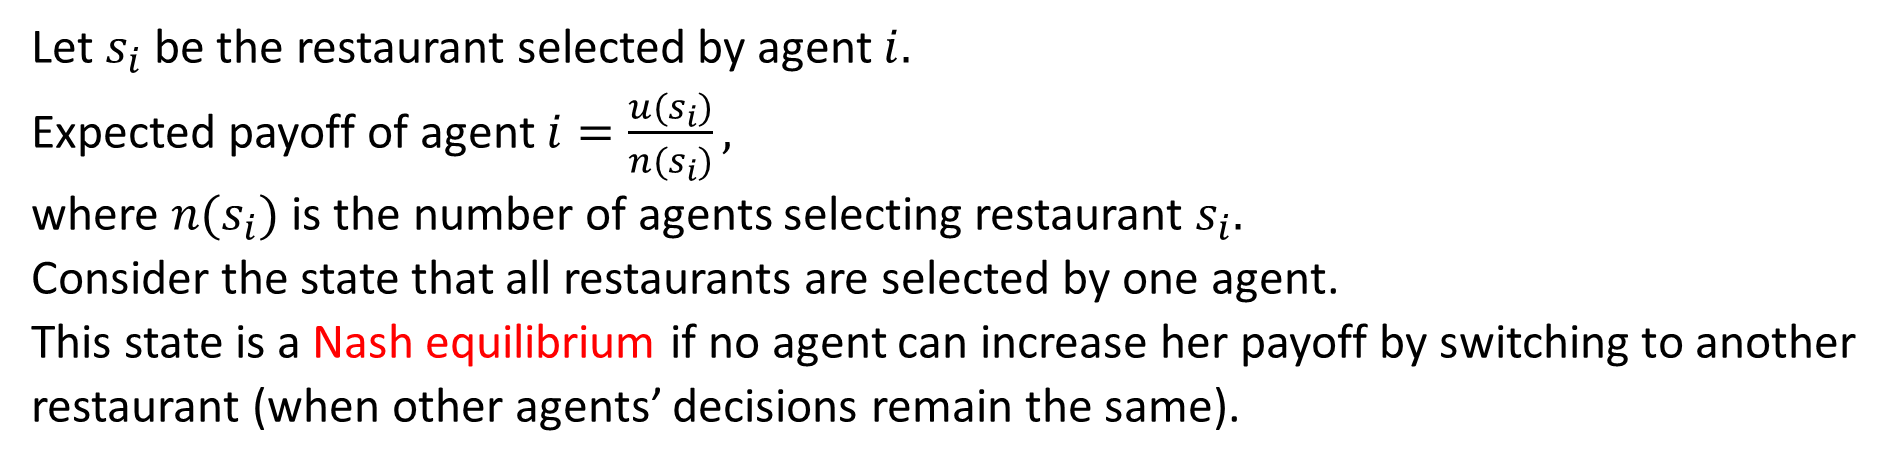 Let 𝑠ᵢ be the restaurant selected by agent 𝑖.
Expected payoff of agent 𝑖 = 𝑢(𝑠ᵢ)/𝑛(𝑠ᵢ),
where 𝑛(𝑠ᵢ) is the number of agents selecting restaurant 𝑠ᵢ.
Consider the state that all restaurants are selected by one agent.
This state is a Nash equilibrium if no agent can increase her payoff by switching to another
restaurant (when other agents’ decisions remain the same).